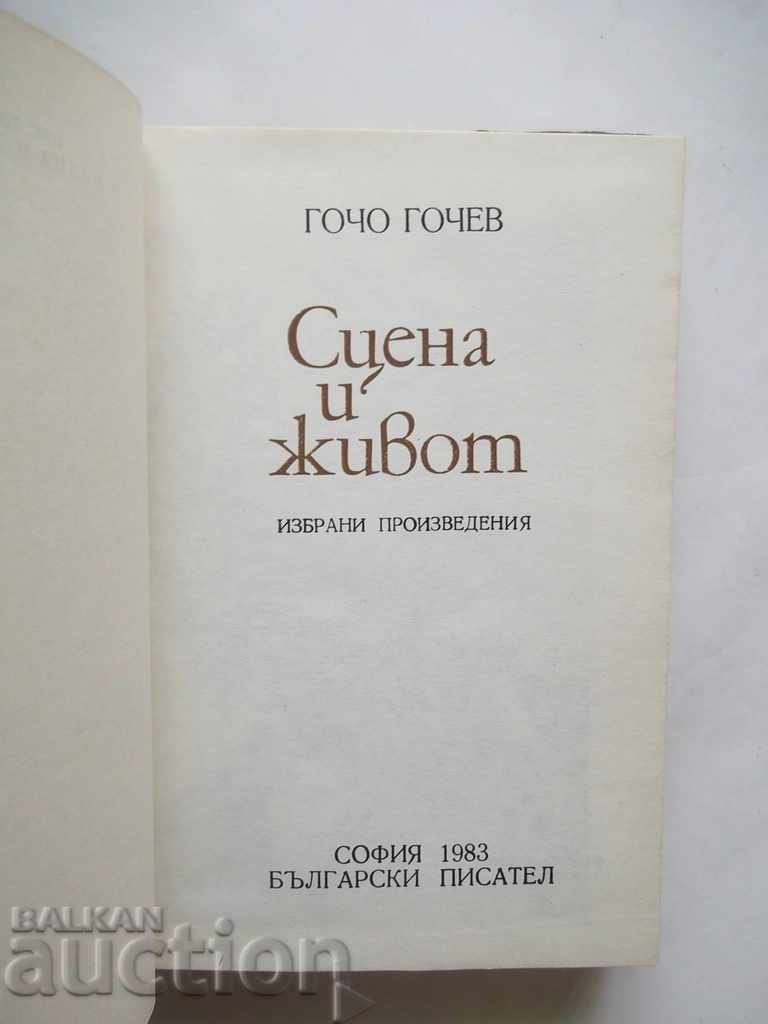 ГОЧО ГОЧЕВ
Сцена
и
живот
ИЗБРАНИ ПРОИЗВЕДЕНИЯ
СОФИЯ 1983
БЪЛГАРСКИ ПИСАТЕЛ
BALKAN
auction